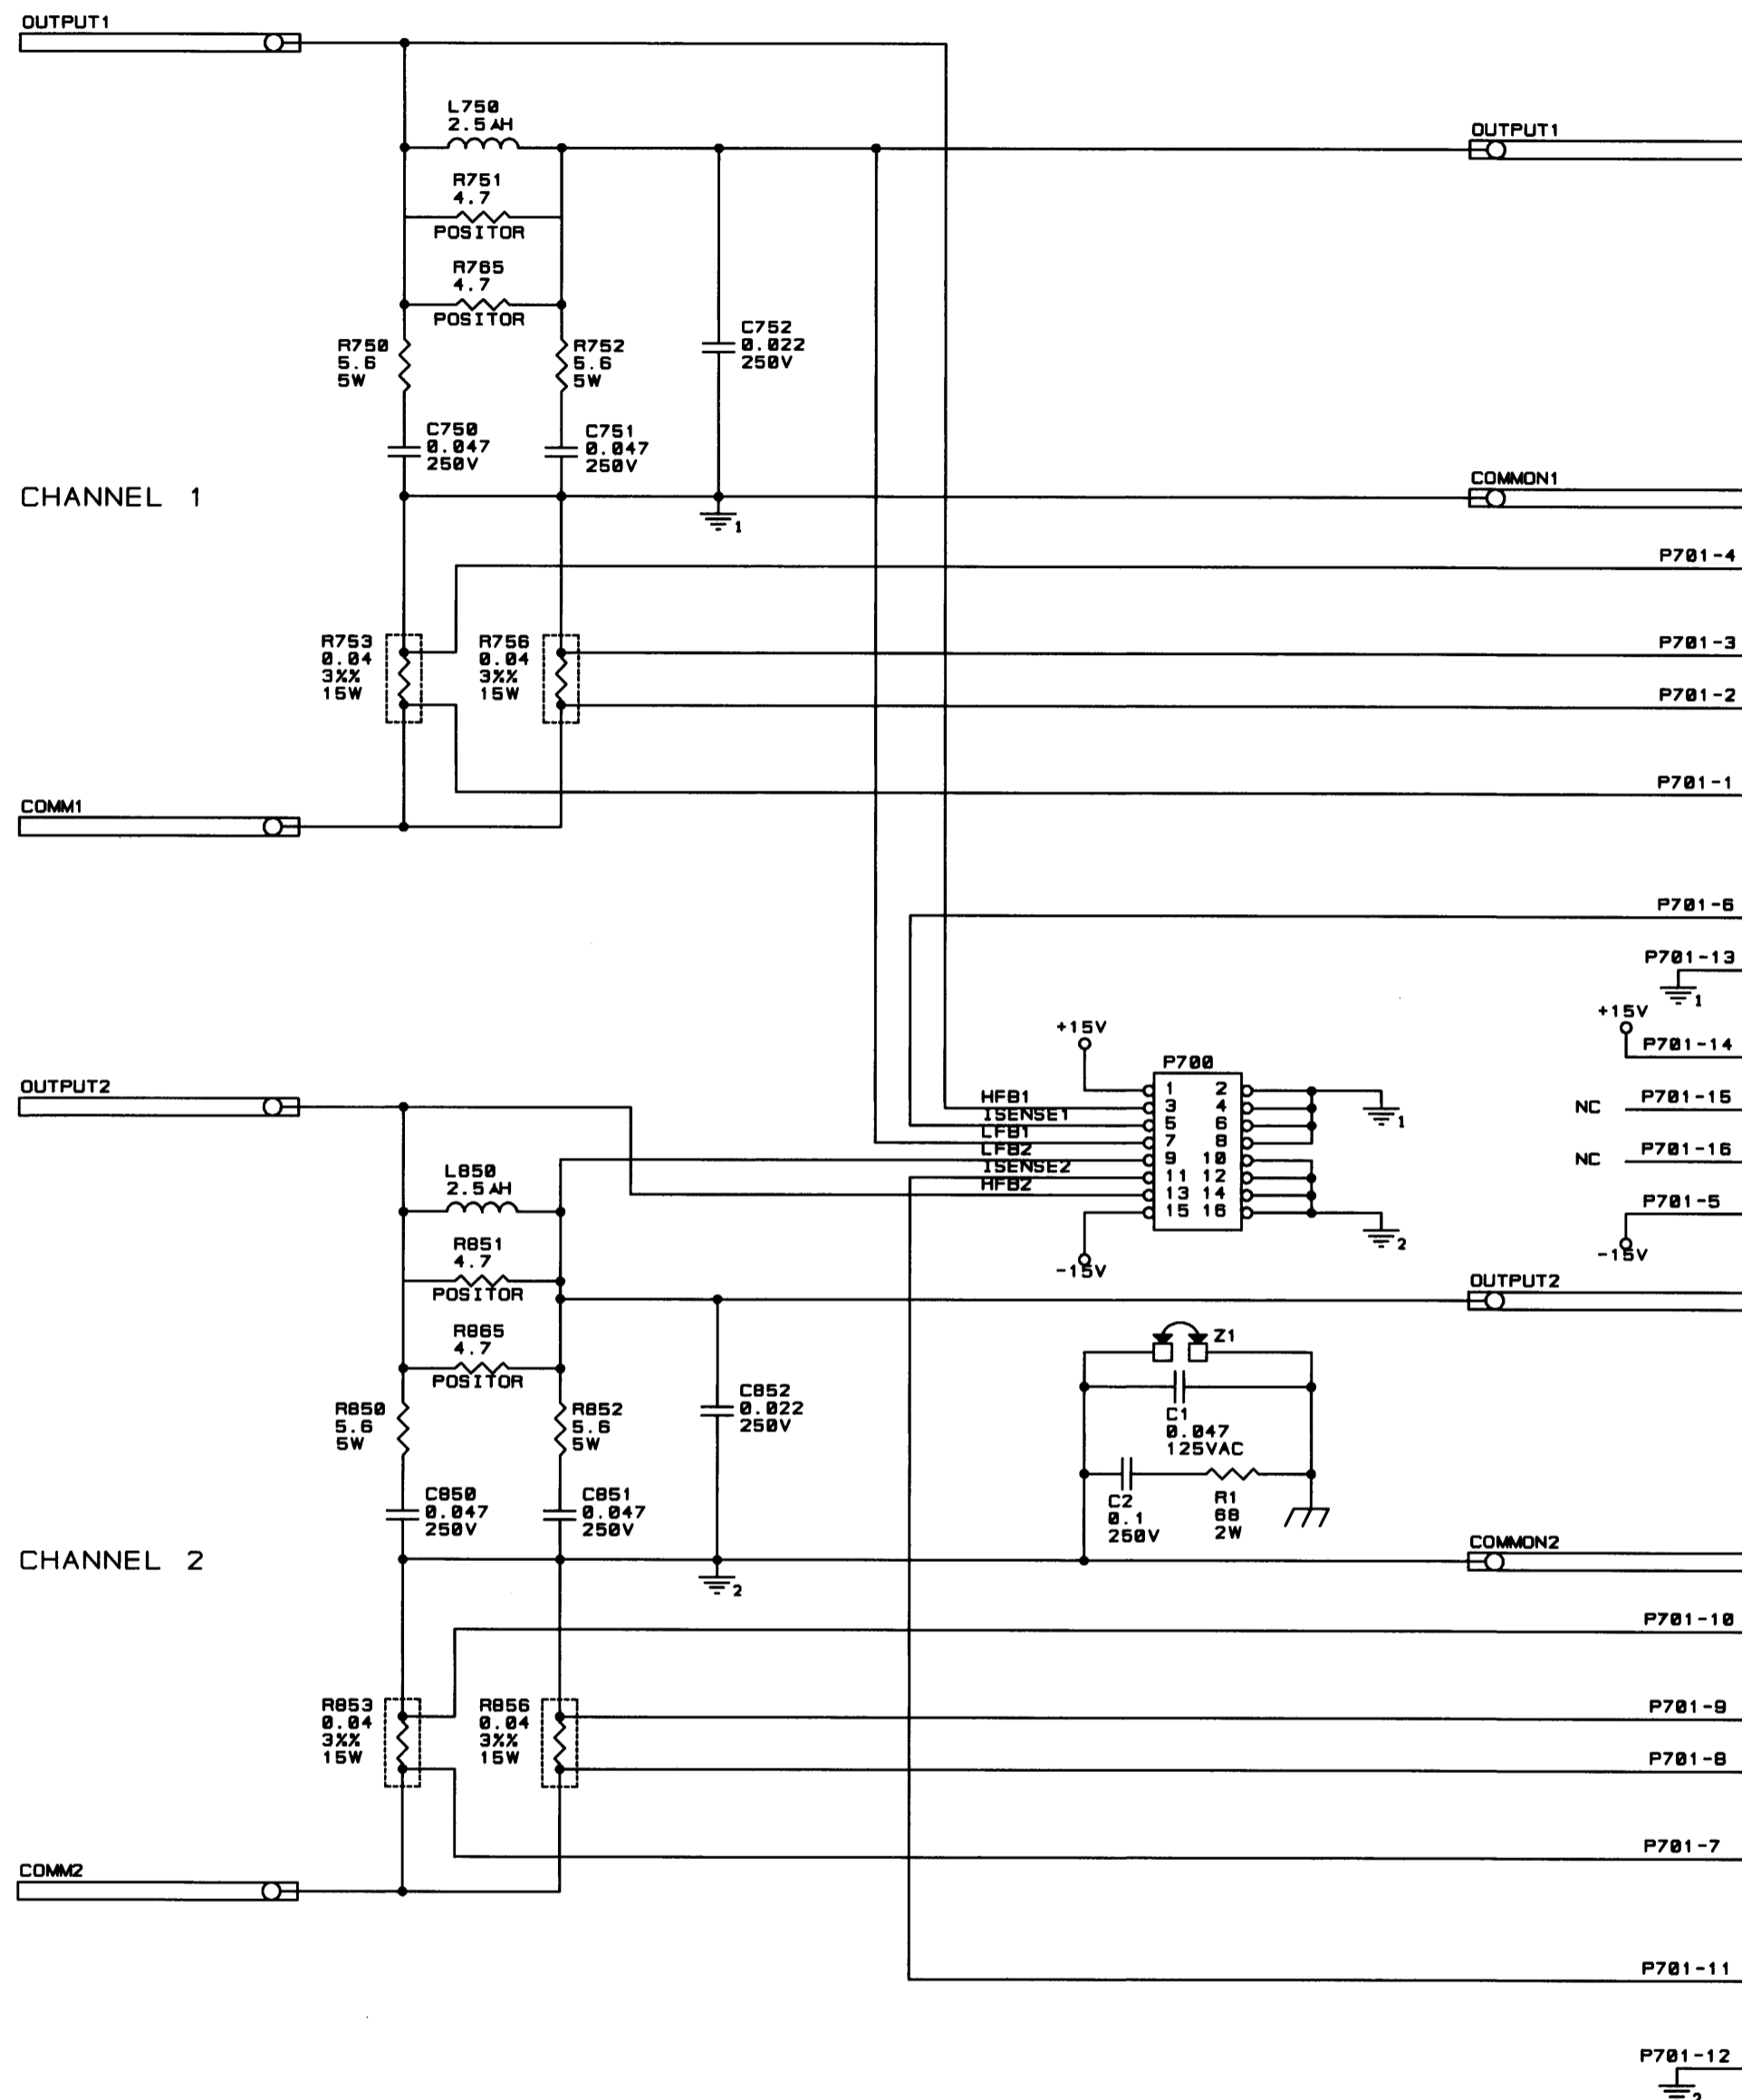 OUTPUT1
L750
2.5 AH
OUTPUT1
R751
4.7
POSITOR
R765
4.7
POSITOR
R750
5.6
5W
R752
5.6
5W
C752
0.022
250V
C750
0.047
250V
C751
0.047
250V
CHANNEL 1
COMMON1
1
P701-4
R753
0.04
3%%
15W
R756
0.04
3%%
15W
P701-3
P701-2
P701-1
COMM1
P701-6
P701-13
1
+15V
P701-14
+15V
P700
OUTPUT2
HFB1
ISENSE1
LFB1
LFB2
ISENSE2
HFB2
1 2
3 4
5 6
7 8
9 10
11 12
13 14
15 16
1
2
-15V
NC P701-15
NC P701-16
P701-5
-15V
L850
2.5 AH
R851
4.7
POSITOR
OUTPUT2
R865
4.7
POSITOR
Z1
R850
5.6
5W
R852
5.6
5W
C852
0.022
250V
C1
0.047
125VAC
C850
0.047
250V
C851
0.047
250V
C2
0.1
250V
R1
68
2W
CHANNEL 2
COMMON2
2
P701-10
R853
0.04
3%%
15W
R856
0.04
3%%
15W
P701-9
P701-8
P701-7
COMM2
P701-11
P701-12
2